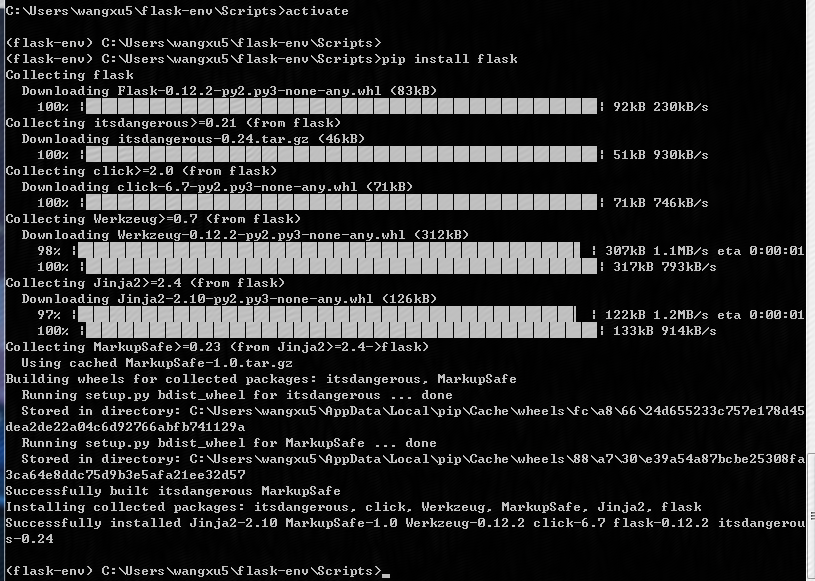 C:\Users\wangxu5\flask-env\Scripts>activate
(flask-env) C:\Users\wangxu5\flask-env\Scripts>
(flask-env) C:\Users\wangxu5\flask-env\Scripts>pip install flask
Collecting flask
Downloading Flask-0.12.2-py2.py3-none-any.whl (83kB)
100% |████████████████████████████████| 92kB 230kB/s
Collecting itsdangerous>=0.21 (from flask)
Downloading itsdangerous-0.24.tar.gz (46kB)
100% |████████████████████████████████| 51kB 930kB/s
Collecting click>=2.0 (from flask)
Downloading click-6.7-py2.py3-none-any.whl (71kB)
100% |████████████████████████████████| 71kB 746kB/s
Collecting Werkzeug>=0.7 (from flask)
Downloading Werkzeug-0.12.2-py2.py3-none-any.whl (312kB)
98% |███████████████████████████████▌| 307kB 1.1MB/s eta 0:00:01
100% |████████████████████████████████| 317kB 793kB/s
Collecting Jinja2>=2.4 (from flask)
Downloading Jinja2-2.10-py2.py3-none-any.whl (126kB)
97% |███████████████████████████████▏| 122kB 1.2MB/s eta 0:00:01
100% |████████████████████████████████| 133kB 914kB/s
Collecting MarkupSafe>=0.23 (from Jinja2>=2.4->flask)
Using cached MarkupSafe-1.0.tar.gz
Building wheels for collected packages: itsdangerous, MarkupSafe
Running setup.py bdist_wheel for itsdangerous ... done
Stored in directory: C:\Users\wangxu5\AppData\Local\pip\Cache\wheels\fc\a8\66\24d655233c757e178d45
dea2de22a04c6d92766abfb741129a
Running setup.py bdist_wheel for MarkupSafe ... done
Stored in directory: C:\Users\wangxu5\AppData\Local\pip\Cache\wheels\88\a7\30\e39a54a87bcbe25308fa
3ca64e8ddc75d9b3e5afa21ee32d57
Successfully built itsdangerous MarkupSafe
Installing collected packages: itsdangerous, click, Werkzeug, MarkupSafe, Jinja2, flask
Successfully installed Jinja2-2.10 MarkupSafe-1.0 Werkzeug-0.12.2 click-6.7 flask-0.12.2 itsdangerou
s-0.24
(flask-env) C:\Users\wangxu5\flask-env\Scripts>_